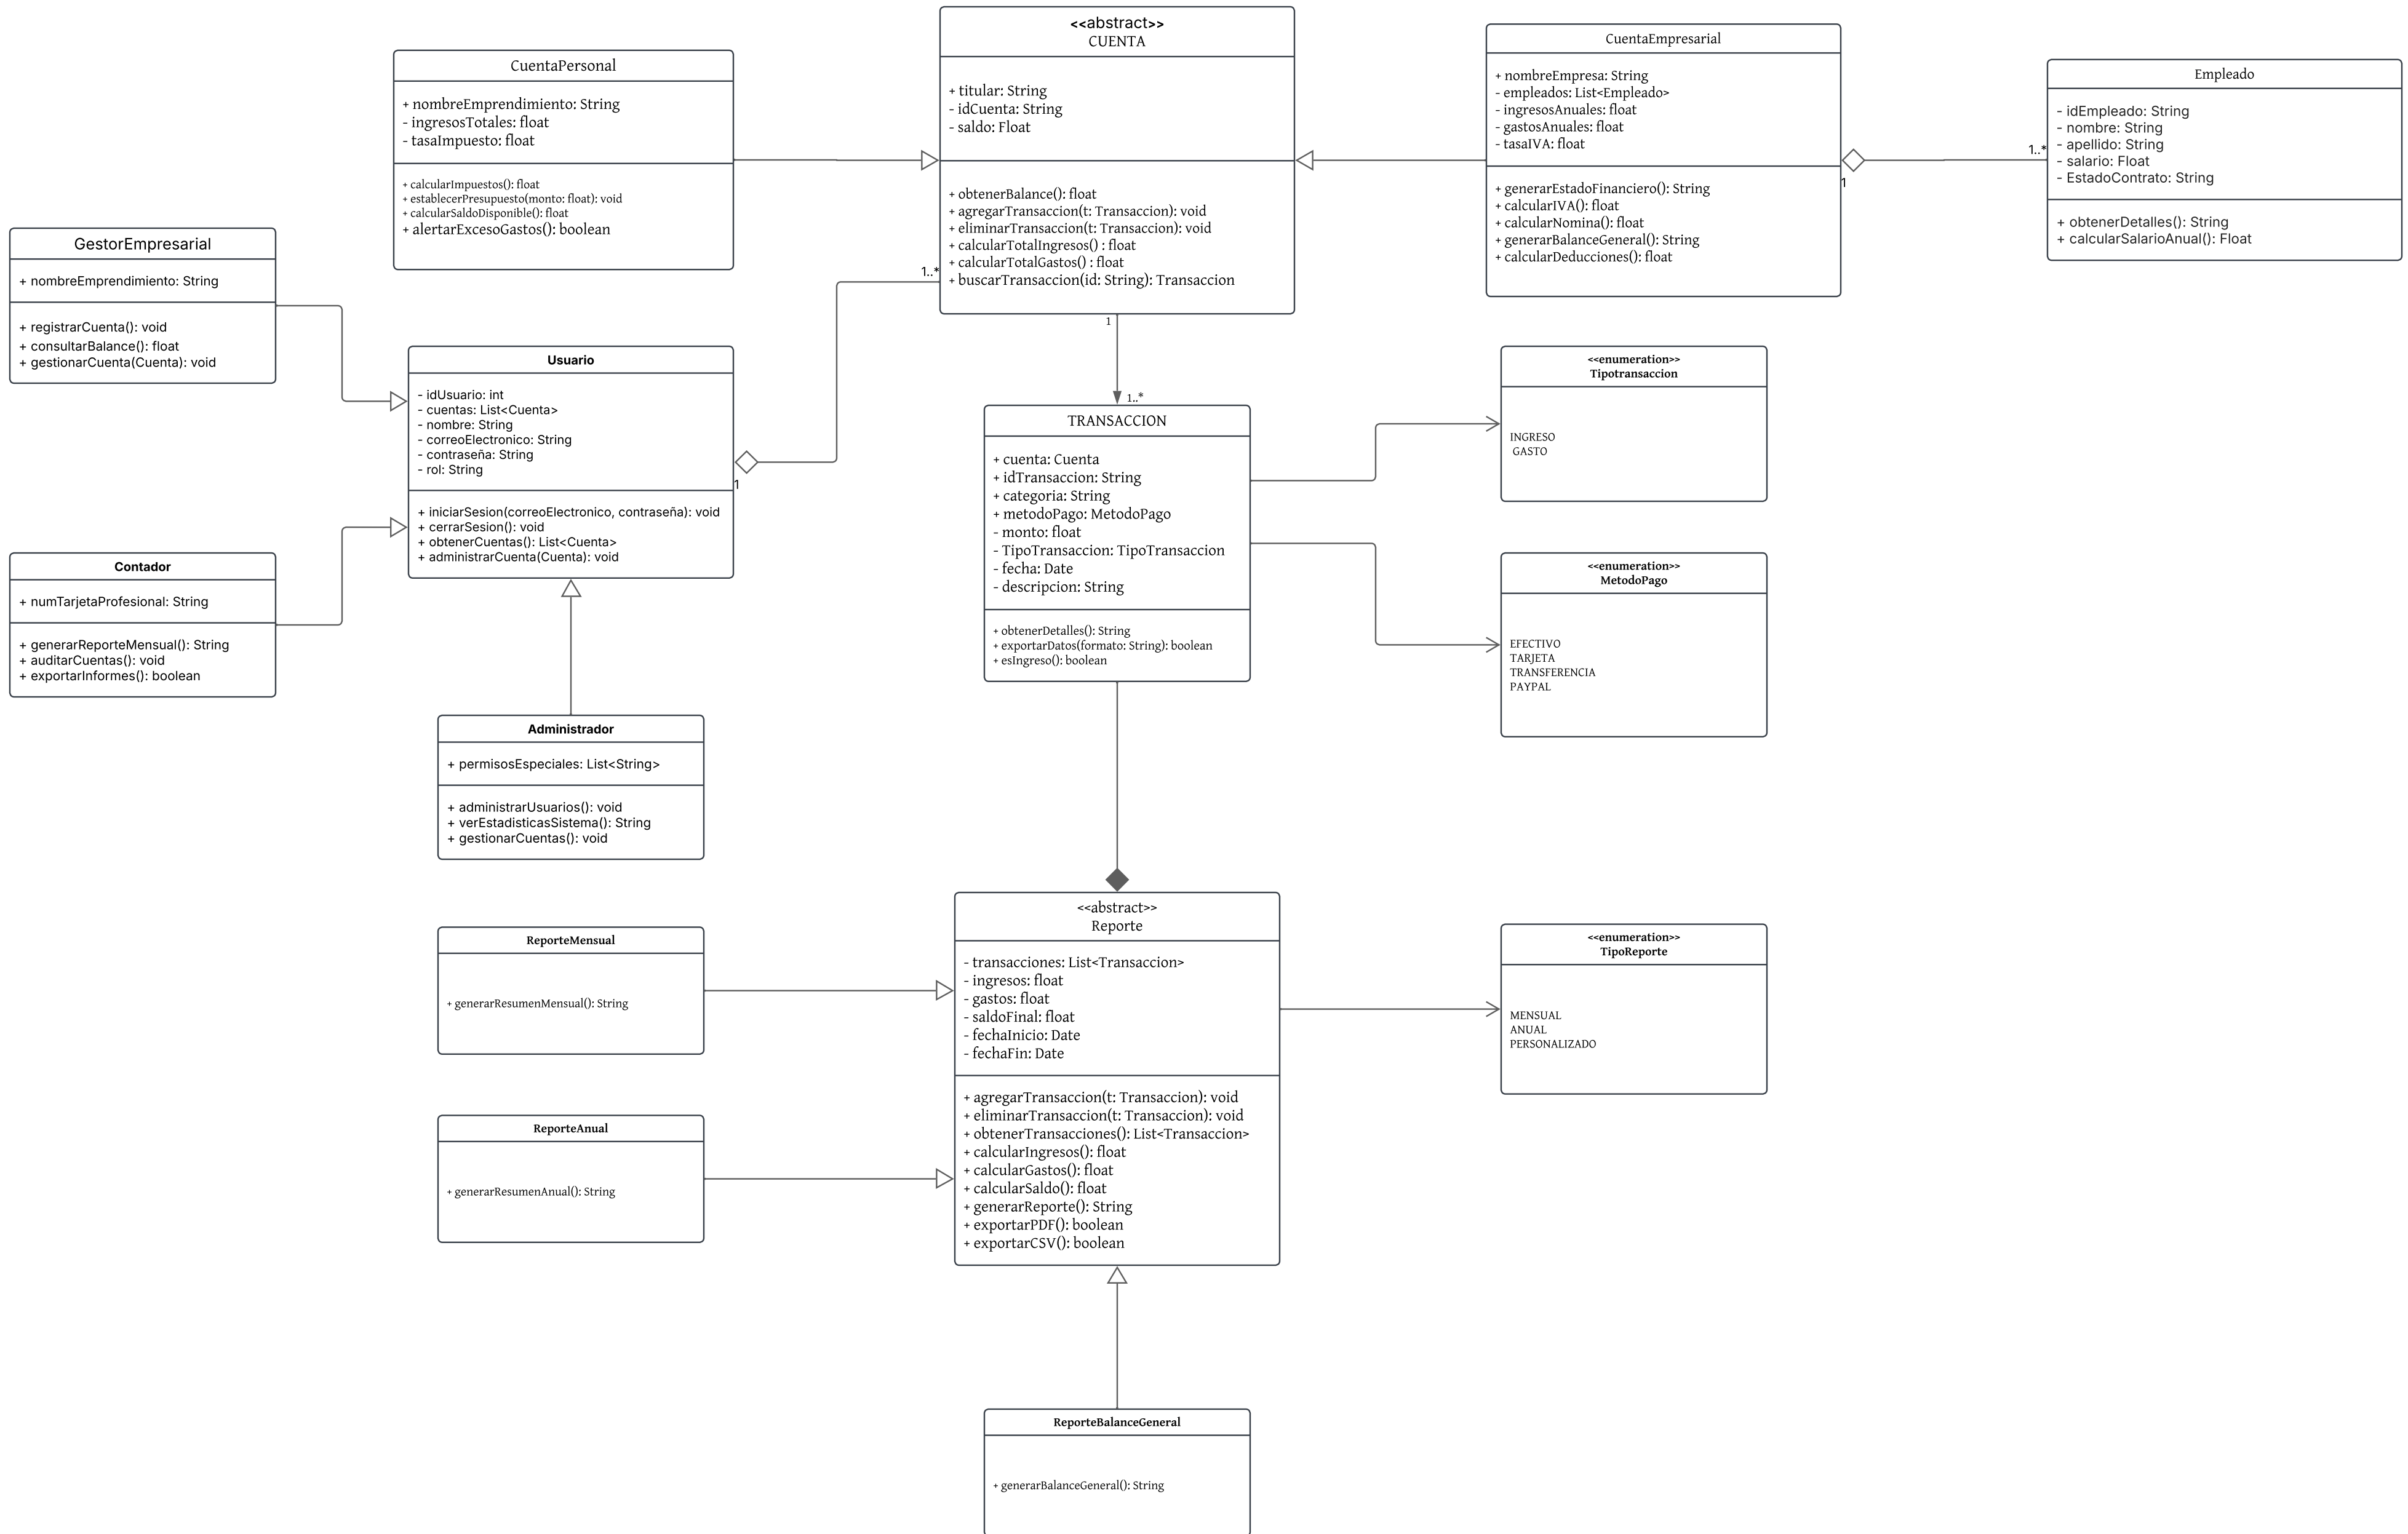 <<abstract>>
CUENTA
+ titular: String
- idCuenta: String
- saldo: Float
+ obtenerBalance(): float
+ agregarTransaccion(t: Transaccion): void
+ eliminarTransaccion(t: Transaccion): void
+ calcularTotalIngresos() : float
+ calcularTotalGastos() : float
+ buscarTransaccion(id: String): Transaccion
CuentaPersonal
+ nombreEmprendimiento: String
- ingresosTotales: float
- tasaImpuesto: float
+ calcularImpuestos(): float
+ establecerPresupuesto(monto: float): void
+ calcularSaldoDisponible(): float
+ alertarExcesoGastos(): boolean
CuentaEmpresarial
+ nombreEmpresa: String
- empleados: List<Empleado>
- ingresosAnuales: float
- gastosAnuales: float
- tasaIVA: float
+ generarEstadoFinanciero(): String
+ calcularIVA(): float
+ calcularNomina(): float
+ generarBalanceGeneral(): String
+ calcularDeducciones(): float
1
1..*
Empleado
- idEmpleado: String
- nombre: String
- apellido: String
- salario: Float
- EstadoContrato: String
+ obtenerDetalles(): String
+ calcularSalarioAnual(): Float
GestorEmpresarial
+ nombreEmprendimiento: String
+ registrarCuenta(): void
+ consultarBalance(): float
+ gestionarCuenta(Cuenta): void
1..*
1
Usuario
- idUsuario: int
- cuentas: List<Cuenta>
- nombre: String
- correoElectronico: String
- contraseña: String
- rol: String
+ iniciarSesion(correoElectronico, contraseña): void
+ cerrarSesion(): void
+ obtenerCuentas(): List<Cuenta>
+ administrarCuenta(Cuenta): void
1
1..*
TRANSACCION
+ cuenta: Cuenta
+ idTransaccion: String
+ categoria: String
+ metodoPago: MetodoPago
- monto: float
- TipoTransaccion: TipoTransaccion
- fecha: Date
- descripcion: String
+ obtenerDetalles(): String
+ exportarDatos(formato: String): boolean
+ esIngreso(): boolean
<<enumeration>>
Tipotransaccion
INGRESO
GASTO
<<enumeration>>
MetodoPago
EFECTIVO
TARJETA
TRANSFERENCIA
PAYPAL
Contador
+ numTarjetaProfesional: String
+ generarReporteMensual(): String
+ auditarCuentas(): void
+ exportarInformes(): boolean
Administrador
+ permisosEspeciales: List<String>
+ administrarUsuarios(): void
+ verEstadisticasSistema(): String
+ gestionarCuentas(): void
<<abstract>>
Reporte
- transacciones: List<Transaccion>
- ingresos: float
- gastos: float
- saldoFinal: float
- fechaInicio: Date
- fechaFin: Date
+ agregarTransaccion(t: Transaccion): void
+ eliminarTransaccion(t: Transaccion): void
+ obtenerTransacciones(): List<Transaccion>
+ calcularIngresos(): float
+ calcularGastos(): float
+ calcularSaldo(): float
+ generarReporte(): String
+ exportarPDF(): boolean
+ exportarCSV(): boolean
ReporteMensual
+ generarResumenMensual(): String
<<enumeration>>
TipoReporte
MENSUAL
ANUAL
PERSONALIZADO
ReporteAnual
+ generarResumenAnual(): String
ReporteBalanceGeneral
+ generarBalanceGeneral(): String